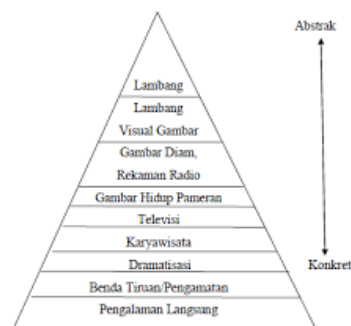 Abstrak
Lambang
Lambang
Visual Gambar
Gambar Diam,
Rekaman Radio
Gambar Hidup Pameran
Televisi
Karyawisata
Dramatisasi
Konkret
Benda Tiruan/Pengamatan
Pengalaman Langsung